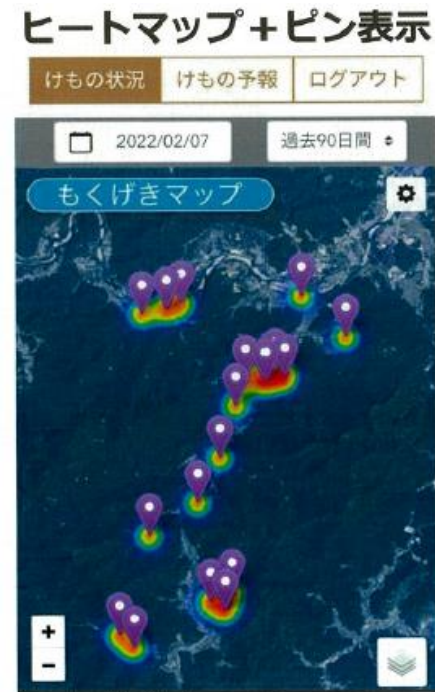 ヒートマップ＋ピン表示
けもの状況 けもの予報 ログアウト
2022/02/07 過去90日間
もくげきマップ
+
−